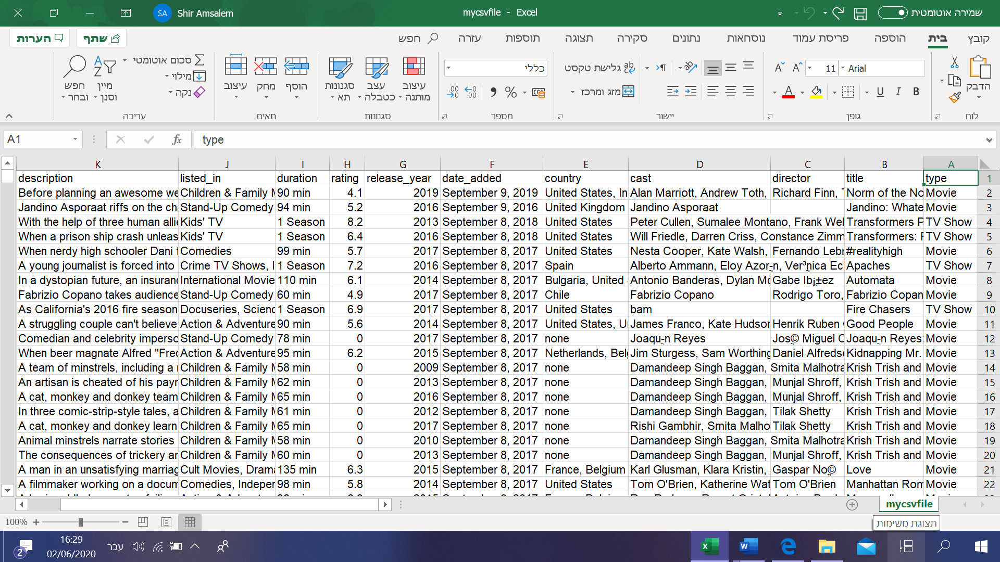 Shir Amsalem
SA
mycsvfile - Excel
שמירה אוטומטית
קובץ בית הוספה פריסת עמוד נוסחאות נתונים סקירה תצוגה תוספות עזרה חפש
שתף הערות
הדבק Arial 11 גלישת טקסט כללי עיצוב מותנה עצב כטבלה סגנונות תא הוסף מחק עיצוב סכום אוטומטי מיין וסנן חפש ובחר
B I U A מזג ומרכז % מילוי נקה
לוח גופן יישור מספר סגנונות תאים עריכה
A1 fx type
K J I H G F E D C B A
description listed_in duration rating release_year date_added country cast director title type 1
Before planning an awesome we Children & Family M 90 min 4.1 2019 September 9, 2019 United States, In Alan Marriott, Andrew Toth, Richard Finn, T Norm of the No Movie 2
Jandino Asporaat riffs on the cha Stand-Up Comedy 94 min 5.2 2016 September 9, 2016 United Kingdom Jandino Asporaat Jandino: Whate Movie 3
With the help of three human allie Kids' TV 1 Season 8.2 2013 September 8, 2018 United States Peter Cullen, Sumalee Montano, Frank Wel Transformers P TV Show 4
When a prison ship crash unleas Kids' TV 1 Season 6.4 2016 September 8, 2018 United States Will Friedle, Darren Criss, Constance Zimm Transformers: R TV Show 5
When nerdy high schooler Dani f Comedies 99 min 5.7 2017 September 8, 2017 United States Nesta Cooper, Kate Walsh, Fernando Lebr #realityhigh Movie 6
A young journalist is forced into Crime TV Shows, I 1 Season 7.2 2016 September 8, 2017 Spain Alberto Ammann, Eloy Azor-n, Ver³nica Ecl Apaches TV Show 7
In a dystopian future, an insuranc International Movie 110 min 6.1 2014 September 8, 2017 Bulgaria, United Antonio Banderas, Dylan Mc Gabe Ib¡±ez Automata Movie 8
Fabrizio Copano takes audience Stand-Up Comedy 60 min 4.9 2017 September 8, 2017 Chile Fabrizio Copano Rodrigo Toro, Fabrizio Copan Movie 9
As California's 2016 fire season Docuseries, Scienc 1 Season 6.9 2017 September 8, 2017 United States bam Fire Chasers TV Show 10
A struggling couple can't believe Action & Adventure 90 min 5.6 2014 September 8, 2017 United States, U James Franco, Kate Hudson Henrik Ruben Good People Movie 11
Comedian and celebrity imperso Stand-Up Comedy 78 min 0 2017 September 8, 2017 none Joaqu-n Reyes Jos© Miguel C Joaqu-n Reyes: Movie 12
When beer magnate Alfred "Fred Action & Adventure 95 min 6.2 2015 September 8, 2017 Netherlands, Belg Jim Sturgess, Sam Worthing Daniel Alfredso Kidnapping Mr. Movie 13
A team of minstrels, including a Children & Family M 58 min 0 2009 September 8, 2017 none Damandeep Singh Baggan, Smita Malhotra Krish Trish and Movie 14
An artisan is cheated of his payr Children & Family M 62 min 0 2013 September 8, 2017 none Damandeep Singh Baggan, Munjal Shroff, Krish Trish and Movie 15
A cat, monkey and donkey team Children & Family M 65 min 0 2016 September 8, 2017 none Damandeep Singh Baggan, Munjal Shroff, Krish Trish and Movie 16
In three comic-strip-style tales, a Children & Family M 61 min 0 2012 September 8, 2017 none Damandeep Singh Baggan, Tilak Shetty Krish Trish and Movie 17
A cat, monkey and donkey learn Children & Family M 65 min 0 2017 September 8, 2017 none Rishi Gambhir, Smita Malho Tilak Shetty Krish Trish and Movie 18
Animal minstrels narrate stories Children & Family M 58 min 0 2010 September 8, 2017 none Damandeep Singh Baggan, Smita Malhotra Krish Trish and Movie 19
The consequences of trickery ar Children & Family M 60 min 0 2013 September 8, 2017 none Damandeep Singh Baggan, Munjal Shroff, Krish Trish and Movie 20
A man in an unsatisfying marriag Cult Movies, Drama 135 min 6.3 2015 September 8, 2017 France, Belgium Karl Glusman, Klara Kristin, Gaspar No© Love Movie 21
A filmmaker working on a docum Comedies, Indeper 98 min 5.8 2014 September 8, 2017 United States Tom O'Brien, Katherine Wat Tom O'Brien Manhattan Rom Movie 22
mycsvfile
100%
תצוגת משימות
2
16:29
02/06/2020
עבר